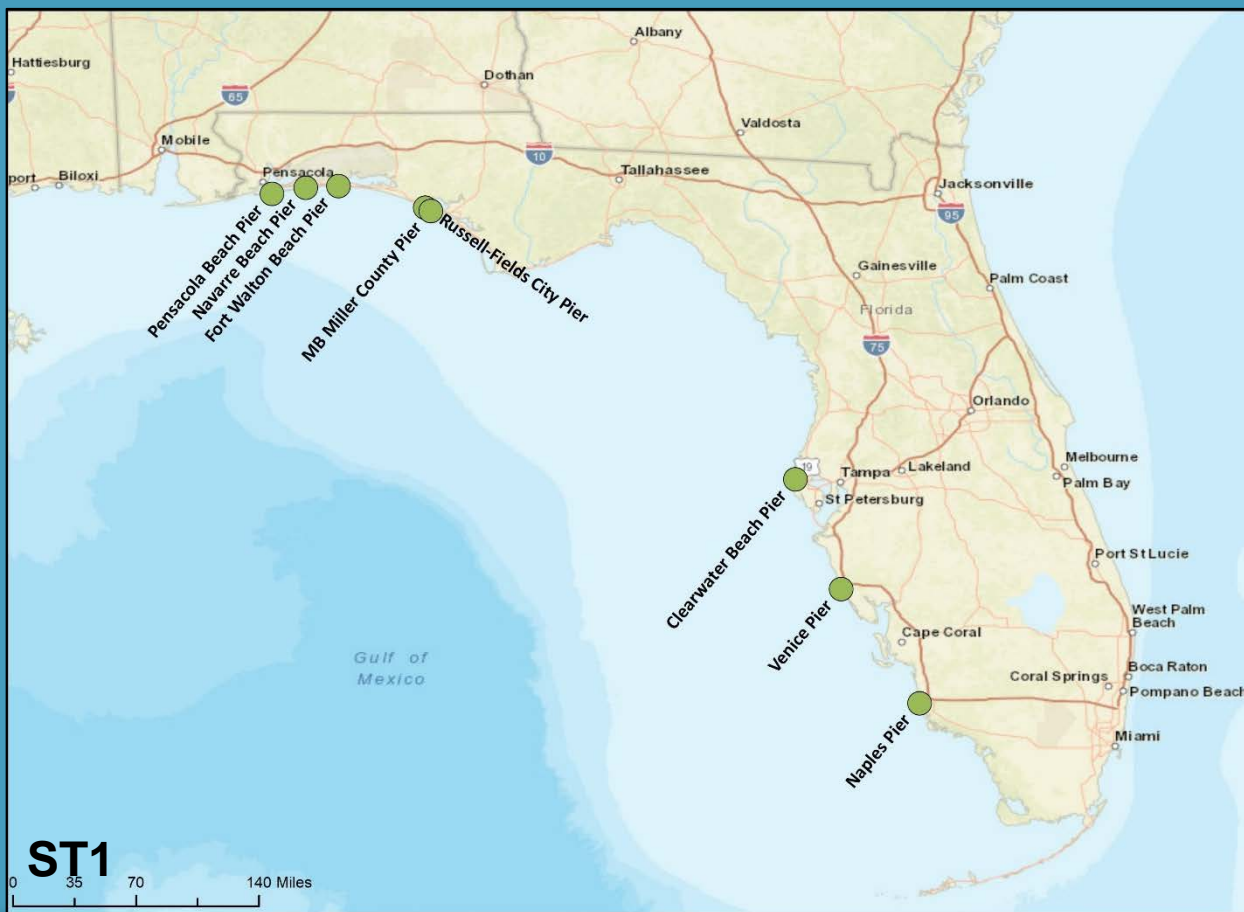 Albany
Hattiesburg
Dothan
65
Valdosta
Mobile
10
Pensacola
Tallahassee
port
Biloxi
Jacksonville
95
Pensacola Beach Pier
Navarre Beach Pier
Fort Walton Beach Pier
MB Miller County Pier
Russell-Fields City Pier
Gainesville
Palm Coast
Florida
75
Orlando
19
Tampa
Lakeland
Melbourne
Palm Bay
St Petersburg
Clearwater Beach Pier
Port St Lucie
Venice Pier
West Palm
Beach
Cape Coral
Gulf of
Mexico
Boca Raton
Coral Springs
Pompano Beach
Naples Pier
Miami
ST1
0 35 70 140 Miles